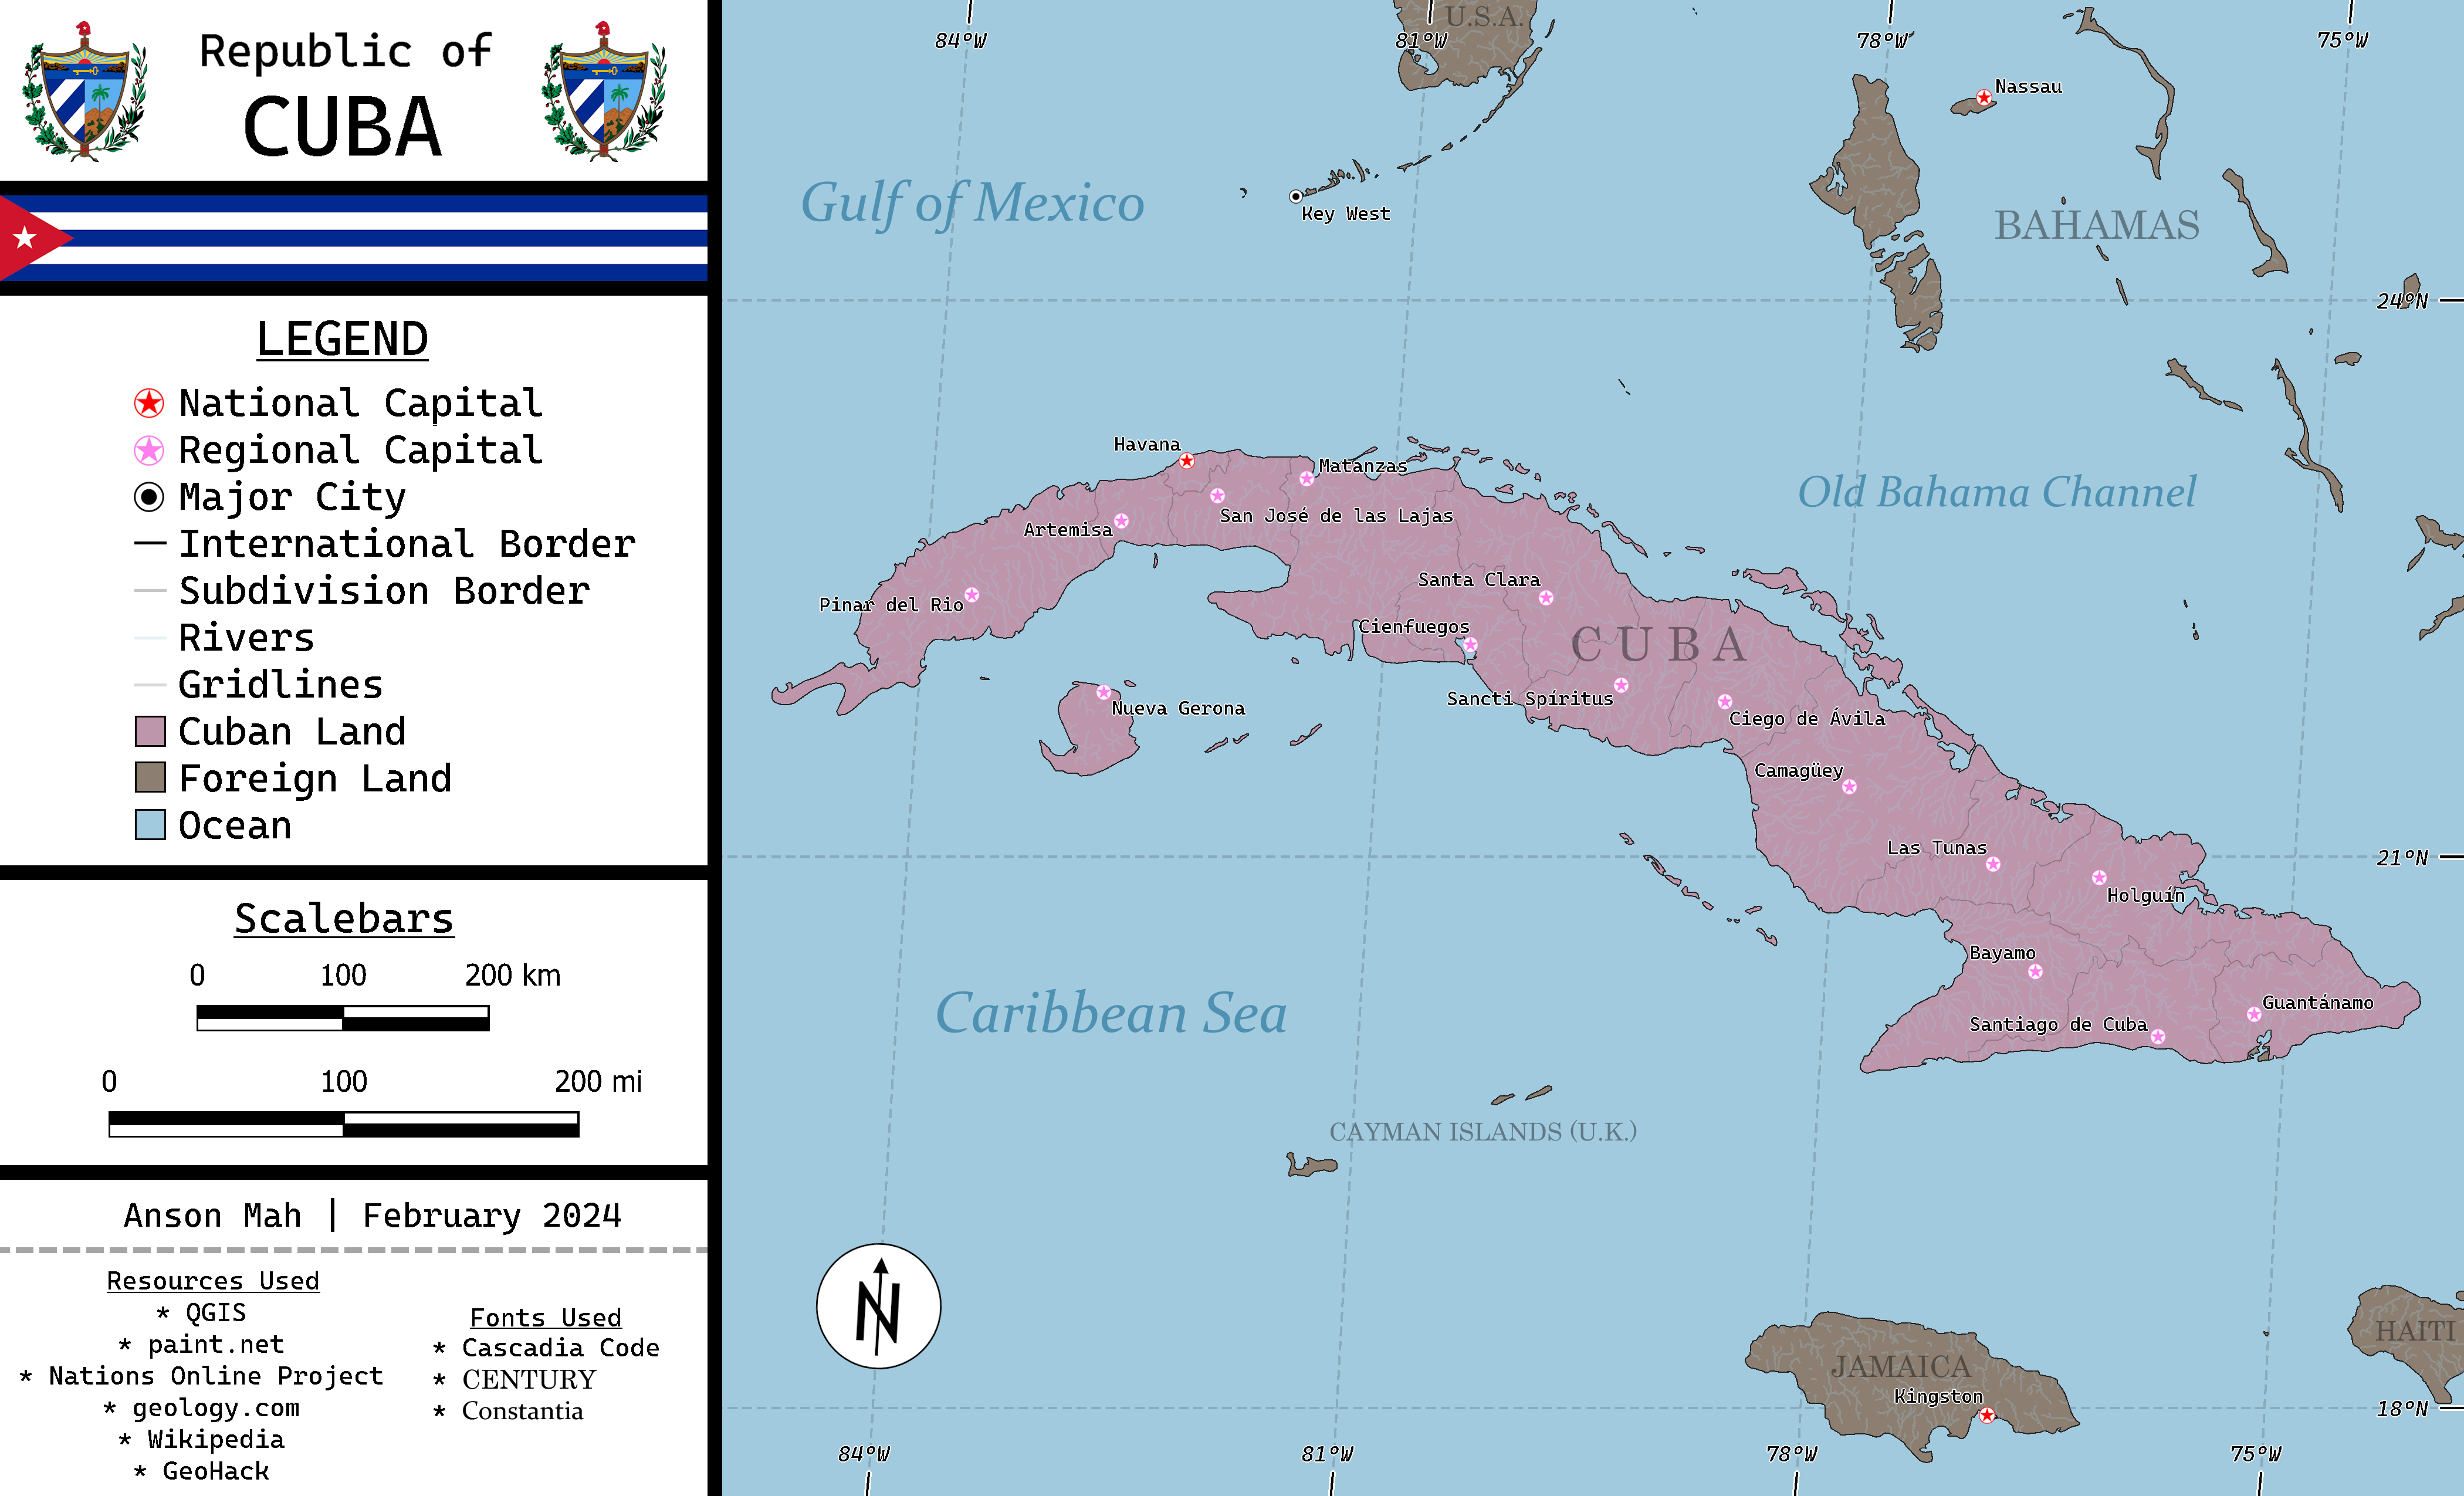 Republic of
CUBA
LEGEND
National Capital
Regional Capital
Major City
International Border
Subdivision Border
Rivers
Gridlines
Cuban Land
Foreign Land
Ocean
Scalebars
0 100 200 km
0 100 200 mi
Anson Mah | February 2024
Resources Used
* QGIS
* paint.net
* Nations Online Project
* geology.com
* Wikipedia
* GeoHack
Fonts Used
* Cascadia Code
* CENTURY
* Constantia
U.S.A.
84°W 81°W 78°W 75°W
Nassau
Gulf of Mexico
Key West
BAHAMAS
24°N
Havana
Matanzas
Old Bahama Channel
San José de las Lajas
Artemisa
Santa Clara
Pinar del Rio
Cienfuegos
CUBA
Sancti Spíritus
Nueva Gerona
Ciego de Ávila
Camagüey
Las Tunas
21°N
Holguín
Bayamo
Guantánamo
Caribbean Sea
Santiago de Cuba
CAYMAN ISLANDS (U.K.)
N
HAITI
JAMAICA
Kingston
18°N
84°W 81°W 78°W 75°W